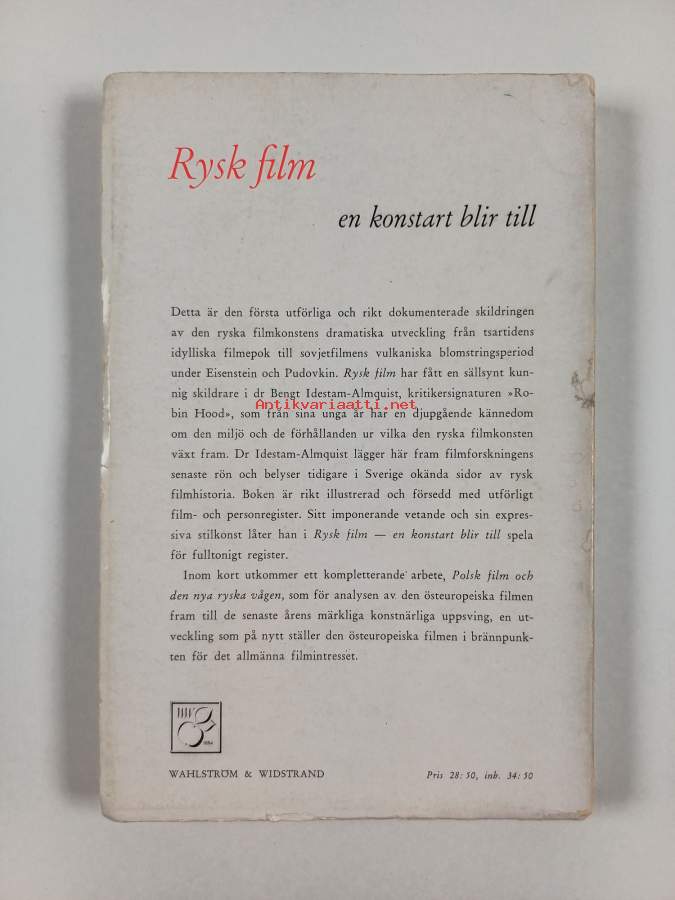 Rysk film
en konstart blir till
Detta är den första utförliga och rikt dokumenterade skildringen
av den ryska filmkonstens dramatiska utveckling från tsartidens
idylliska filmepok till sovjetfilmens vulkaniska blomstringsperiod
under Eisenstein och Pudovkin. Rysk film har fått en sällsynt kun-
nig skildrare i dr Bengt Idestam-Almquist, kritikersignaturen »Ro-
Antikvariaatti.net
bin Hood», som från sina unga år har en djupgående kännedom
om den miljö och de förhållanden ur vilka den ryska filmkonsten
växt fram. Dr Idestam-Almquist lägger här fram filmforskningens
senaste rön och belyser tidigare i Sverige okända sidor av rysk
filmhistoria. Boken är rikt illustrerad och försedd med utförligt
film- och personregister. Sitt imponerande vetande och sin expres-
siva stilkonst låter han i Rysk film — en konstart blir till spela
för fulltonigt register.
Inom kort utkommer ett kompletterande arbete, Polsk film och
den nya ryska vågen, som för analysen av den östeuropeiska filmen
fram till de senaste årens märkliga konstnärliga uppsving, en ut-
veckling som på nytt ställer den östeuropeiska filmen i brännpunk-
ten för det allmänna filmintresset.
WW
1884
WAHLSTRÖM & WIDSTRAND
Pris 28:50, inb. 34:50